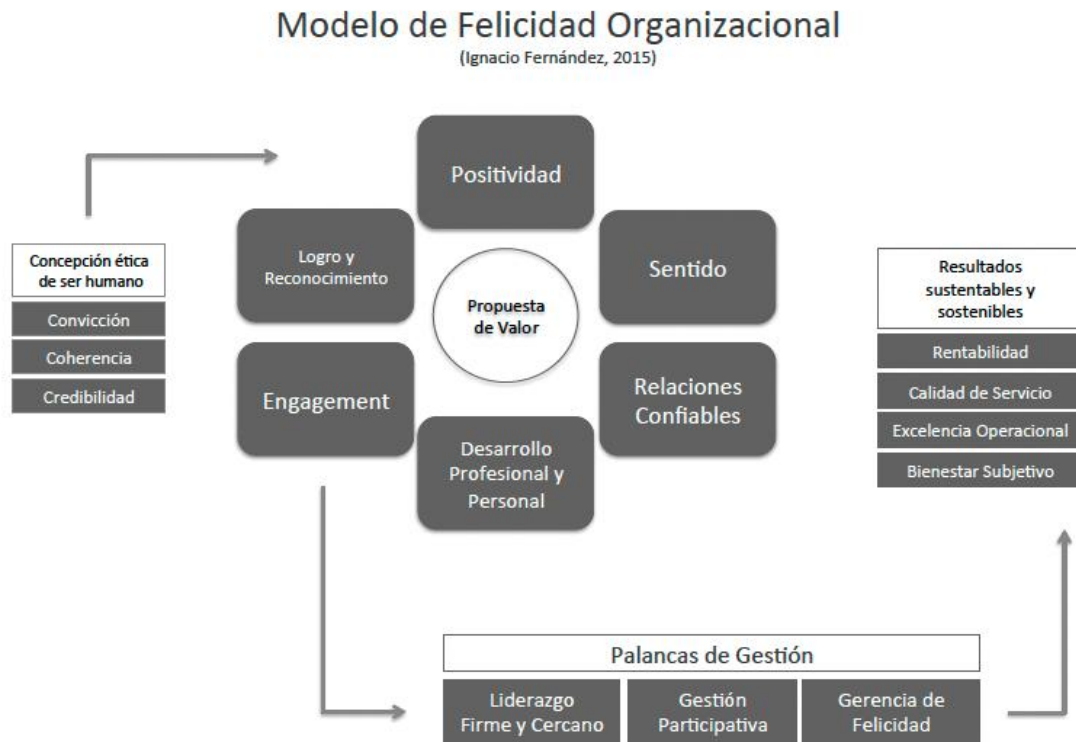 Modelo de Felicidad Organizacional
(Ignacio Fernández, 2015)
Concepción ética
de ser humano
Convicción
Coherencia
Credibilidad
Positividad
Logro y
Reconocimiento
Sentido
Propuesta
de Valor
Engagement
Relaciones
Confiables
Desarrollo
Profesional y
Personal
Palancas de Gestión
Liderazgo
Firme y Cercano
Gestión
Participativa
Gerencia de
Felicidad
Resultados
sustentables y
sostenibles
Rentabilidad
Calidad de Servicio
Excelencia Operacional
Bienestar Subjetivo